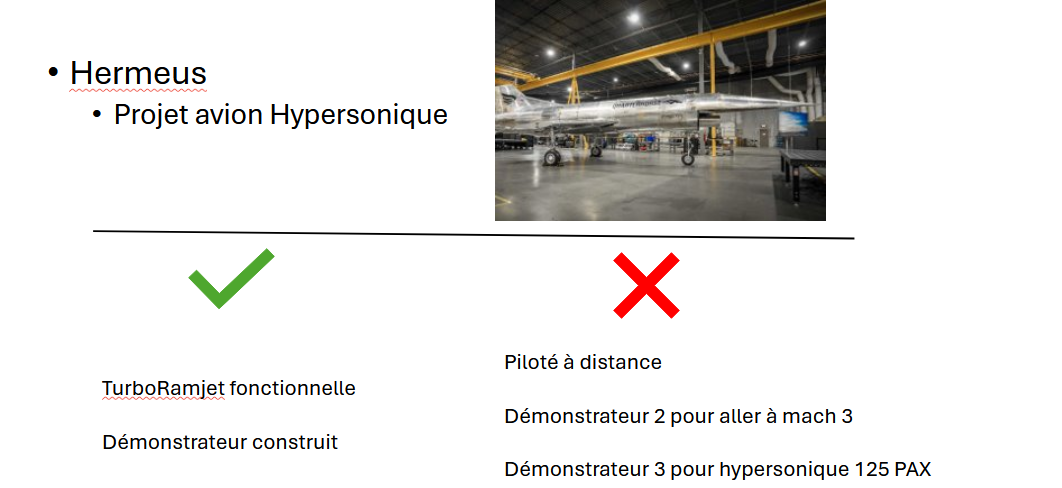 Hermeus
Projet avion Hypersonique
TurboRamjet fonctionnelle
Démonstrateur construit
Piloté à distance
Démonstrateur 2 pour aller à mach 3
Démonstrateur 3 pour hypersonique 125 PAX